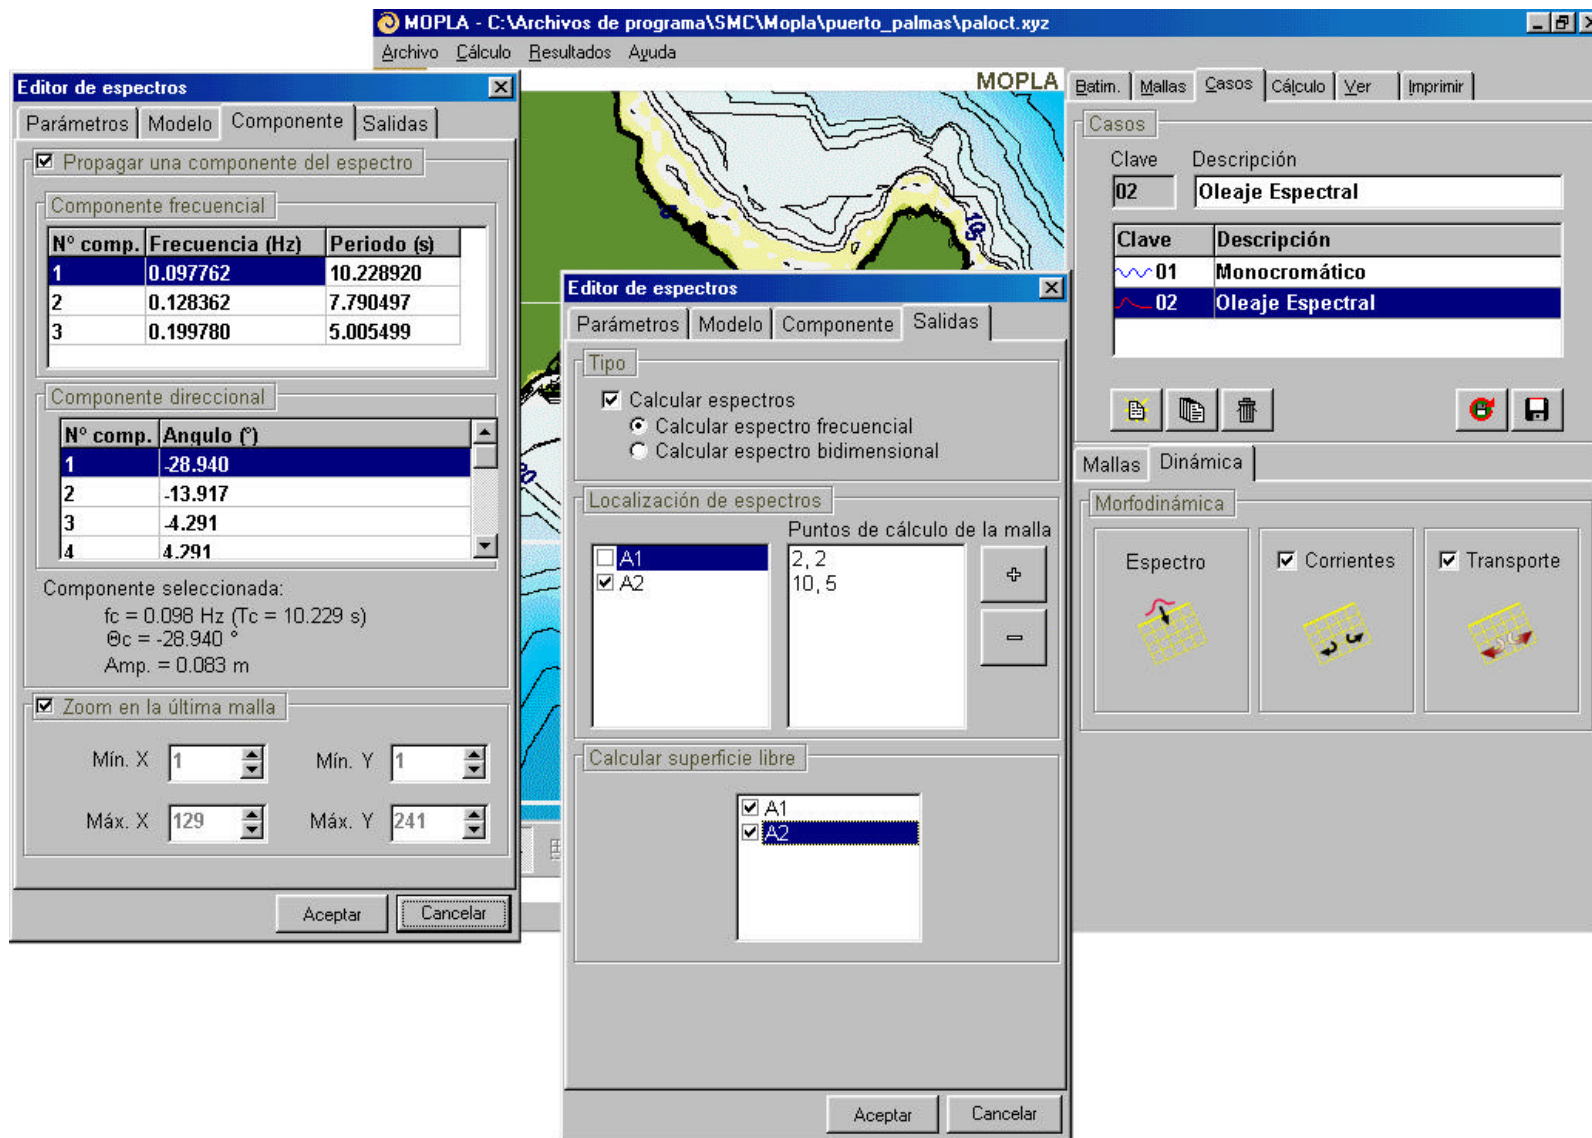 MOPLA - C:\Archivos de programa\SMC\Mopla\puerto_palmas\paloct.xyz
Archivo Cálculo Resultados Ayuda
MOPLA
Editor de espectros
Parámetros Modelo Componente Salidas
Propagar una componente del espectro
Componente frecuencial
Nº comp. Frecuencia (Hz) Periodo (s)
1 0.097762 10.228920
2 0.128362 7.790497
3 0.199780 5.005499
Componente direccional
Nº comp. Angulo (º)
1 -28.940
2 -13.917
3 -4.291
4 4.291
Componente seleccionada:
fc = 0.098 Hz (Tc = 10.229 s)
Θc = -28.940 º
Amp. = 0.083 m
Zoom en la última malla
Mín. X 1 Mín. Y 1
Máx. X 129 Máx. Y 241
Aceptar Cancelar
Editor de espectros
Parámetros Modelo Componente Salidas
Tipo
Calcular espectros
Calcular espectro frecuencial
Calcular espectro bidimensional
Localización de espectros
Puntos de cálculo de la malla
A1
A2
2, 2
10, 5
Calcular superficie libre
A1
A2
Aceptar Cancelar
Batim. Mallas Casos Cálculo Ver Imprimir
Casos
Clave Descripción
02 Oleaje Espectral
Clave Descripción
01 Monocromático
02 Oleaje Espectral
Mallas Dinámica
Morfodinámica
Espectro Corrientes Transporte